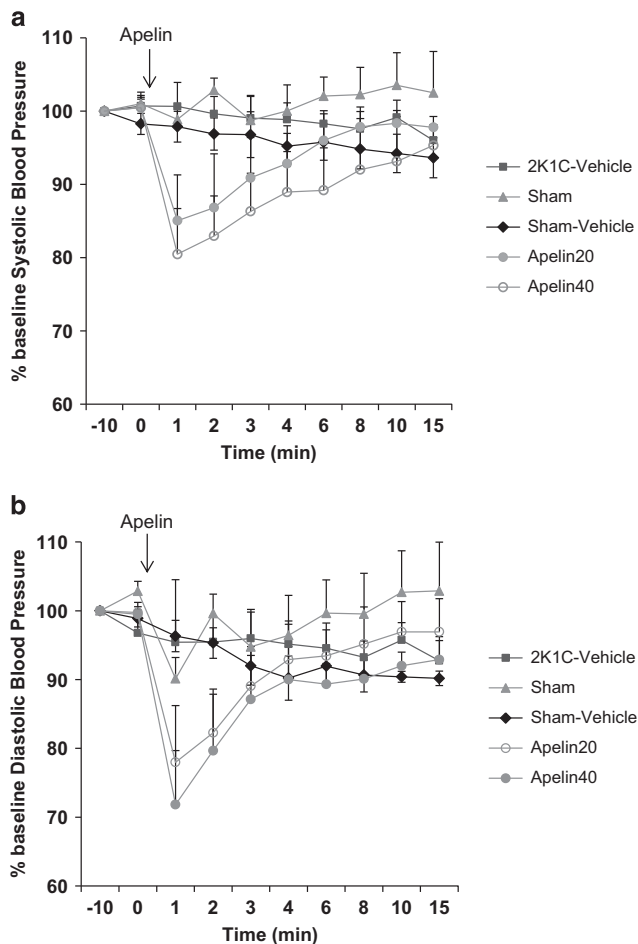 a
Apelin
110
100
90
80
70
60
% baseline Systolic Blood Pressure
-10 0 1 2 3 4 6 8 10 15
Time (min)
2K1C-Vehicle
Sham
Sham-Vehicle
Apelin20
Apelin40
b
Apelin
110
100
90
80
70
60
% baseline Diastolic Blood Pressure
-10 0 1 2 3 4 6 8 10 15
Time (min)
2K1C-Vehicle
Sham
Sham-Vehicle
Apelin20
Apelin40